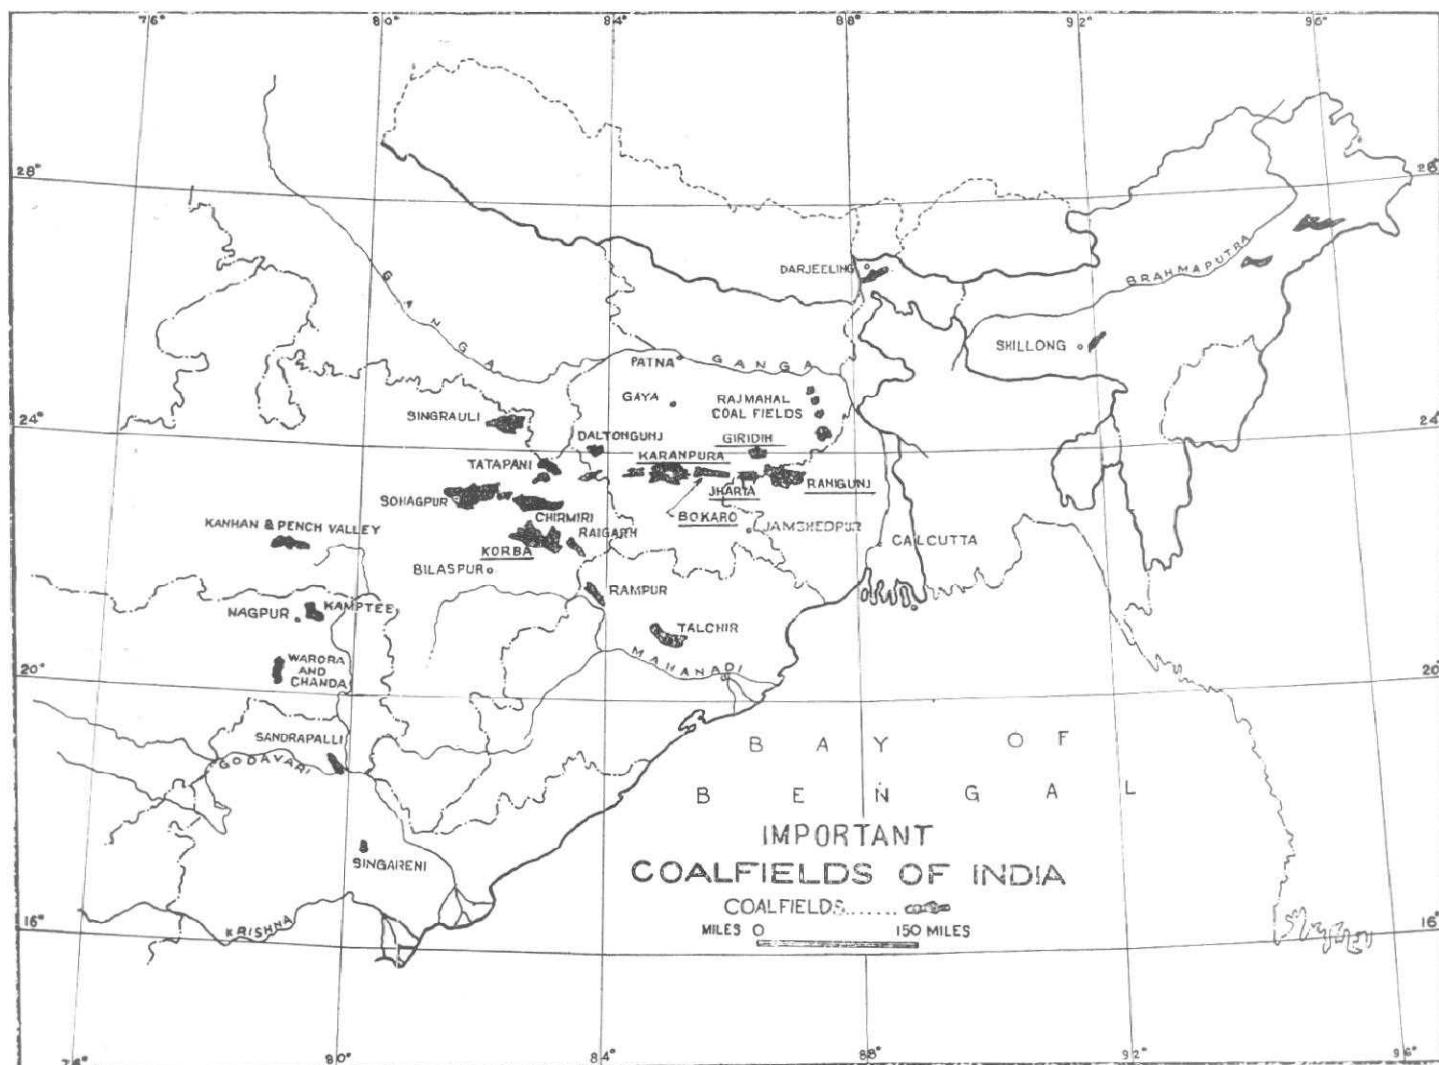 76° 80° 84° 88° 92° 96°
28° 28°
GANGA
BRAHMAPUTRA
DARJEELING
SHILLONG
PATNA GANGA
GAYA
RAJMAHAL
COAL FIELDS
SINGRAULI
24° 24°
DALTONGUNJ
GIRIDIH
KARANPURA
TATAPANI
RANIGUNJ
JHARIA
SOHAGPUR
CHIRMIRI
BOKARO
JAMSHEDPUR
KANHAN & PENCH VALLEY
RAIGARH
CALCUTTA
KORBA
BILASPUR
RAMPUR
KAMPTEE
NAGPUR
TALCHIR
MAHANADI
WARORA
AND
CHANDA
20° 20°
SANDRAPALLI
GODAVARI
BAY OF
BENGAL
SINGARENI
KRISHNA
IMPORTANT
COALFIELDS OF INDIA
COALFIELDS......
MILES 0 150 MILES
16° 16°
76° 80° 84° 88° 92° 96°